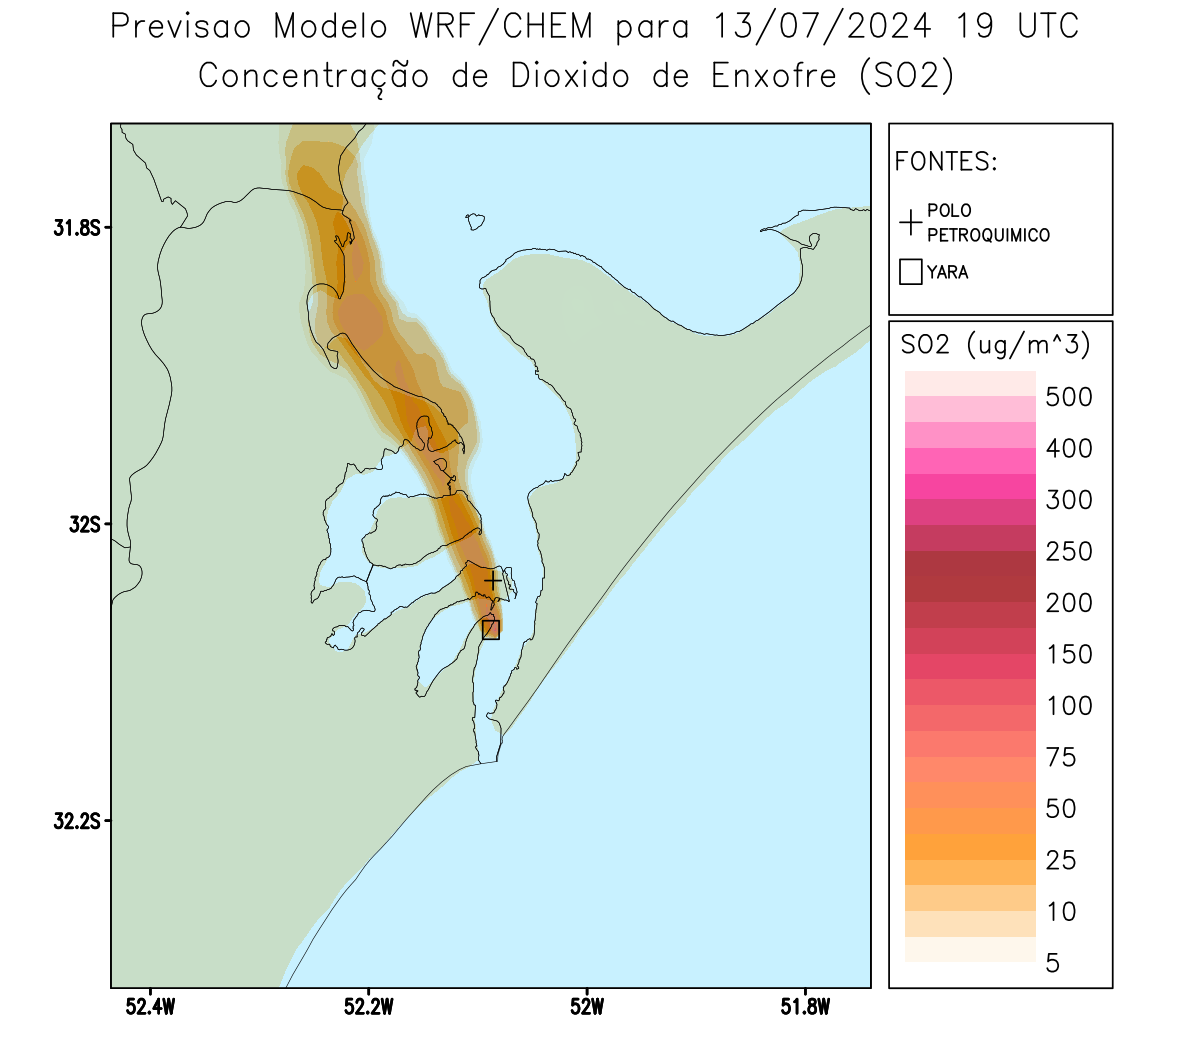 Previsao Modelo WRF/CHEM para 13/07/2024 19 UTC
Concentração de Dioxido de Enxofre (SO2)
FONTES:
POLO
PETROQUIMICO
YARA
SO2 (ug/m^3)
500
400
300
250
200
150
100
75
50
25
10
5
31.8S
32S
32.2S
52.4W
52.2W
52W
51.8W